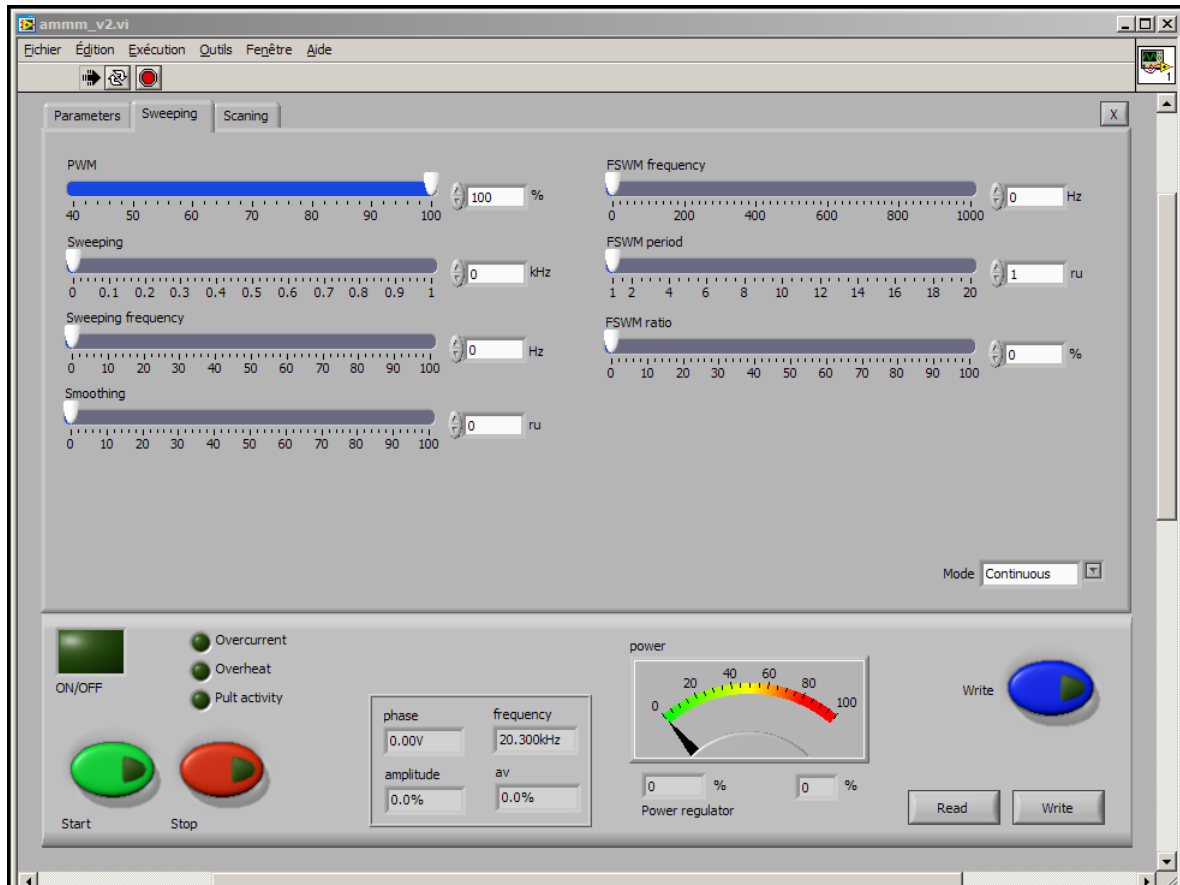 ammm_v2.vi
Fichier Édition Exécution Outils Fenêtre Aide
1
Parameters Sweeping Scaning X
PWM
100 %
40 50 60 70 80 90 100
Sweeping
0 kHz
0 0.1 0.2 0.3 0.4 0.5 0.6 0.7 0.8 0.9 1
Sweeping frequency
0 Hz
0 10 20 30 40 50 60 70 80 90 100
Smoothing
0 ru
0 10 20 30 40 50 60 70 80 90 100
FSWM frequency
0 Hz
0 200 400 600 800 1000
FSWM period
1 ru
1 2 4 6 8 10 12 14 16 18 20
FSWM ratio
0 %
0 10 20 30 40 50 60 70 80 90 100
Mode Continuous
ON/OFF
Overcurrent
Overheat
Pult activity
Start Stop
phase frequency
0.00V 20.300kHz
amplitude av
0.0% 0.0%
power
0 20 40 60 80 100
0 % 0 %
Power regulator
Write
Read Write